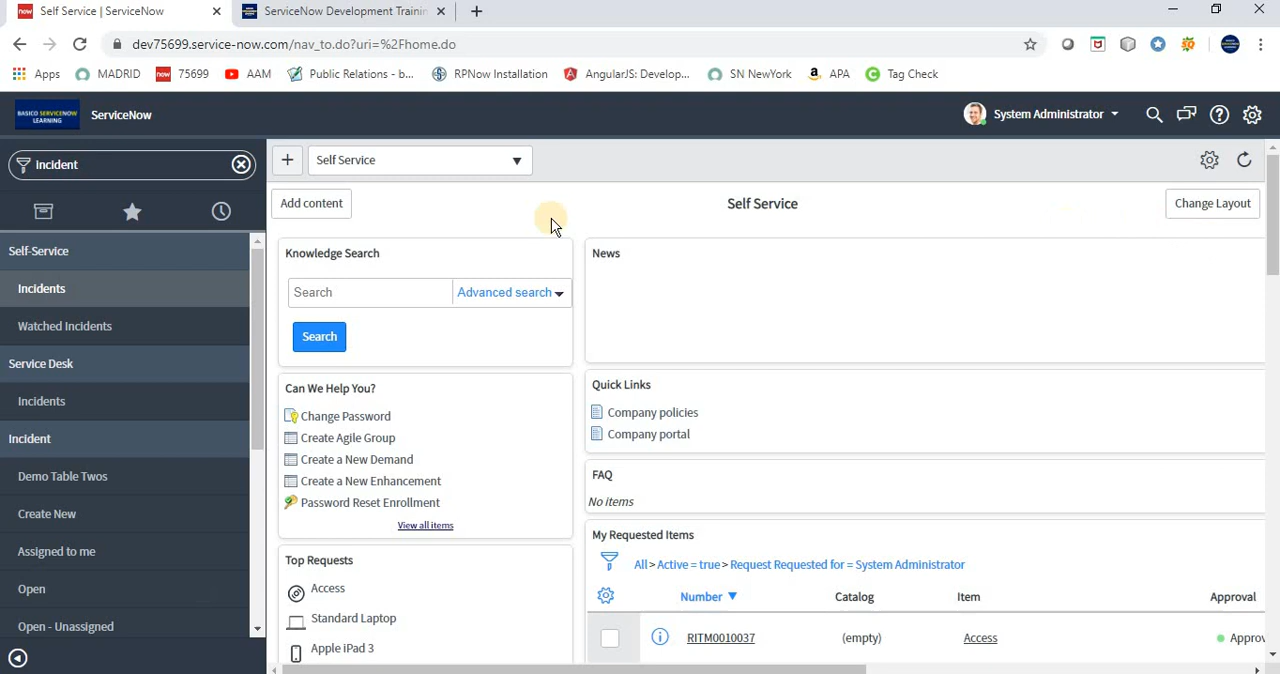 Self Service | ServiceNow
ServiceNow Development Trainin
dev75699.service-now.com/nav_to.do?uri=%2Fhome.do
Apps MADRID 75699 AAM Public Relations - b... RPNow Installation AngularJS: Develop... SN NewYork APA Tag Check
BASICO SERVICENOW LEARNING
ServiceNow
System Administrator
incident
Self Service
Add content
Self Service
Change Layout
Self-Service
Incidents
Watched Incidents
Service Desk
Incidents
Incident
Demo Table Twos
Create New
Assigned to me
Open
Open - Unassigned
Knowledge Search
Search
Advanced search
Search
Can We Help You?
Change Password
Create Agile Group
Create a New Demand
Create a New Enhancement
Password Reset Enrollment
View all items
Top Requests
Access
Standard Laptop
Apple iPad 3
News
Quick Links
Company policies
Company portal
FAQ
No items
My Requested Items
All > Active = true > Request Requested for = System Administrator
Number Catalog Item Approval
RITM0010037 (empty) Access Approv